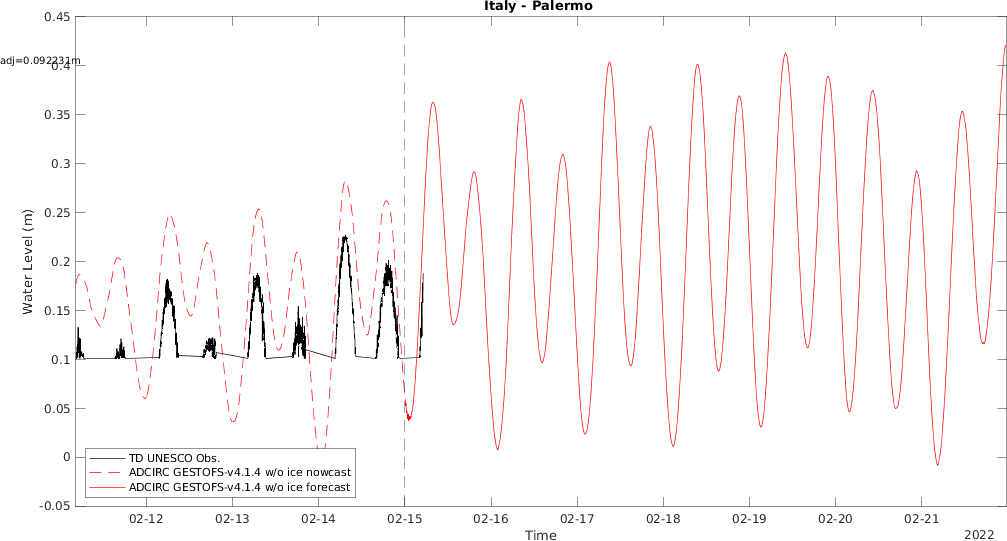 Italy - Palermo
adj=0.092231m
0.45
0.4
0.35
0.3
0.25
0.2
0.15
0.1
0.05
0
-0.05
Water Level (m)
TD UNESCO Obs.
ADCIRC GESTOFS-v4.1.4 w/o ice nowcast
ADCIRC GESTOFS-v4.1.4 w/o ice forecast
02-12 02-13 02-14 02-15 02-16 02-17 02-18 02-19 02-20 02-21
Time
2022